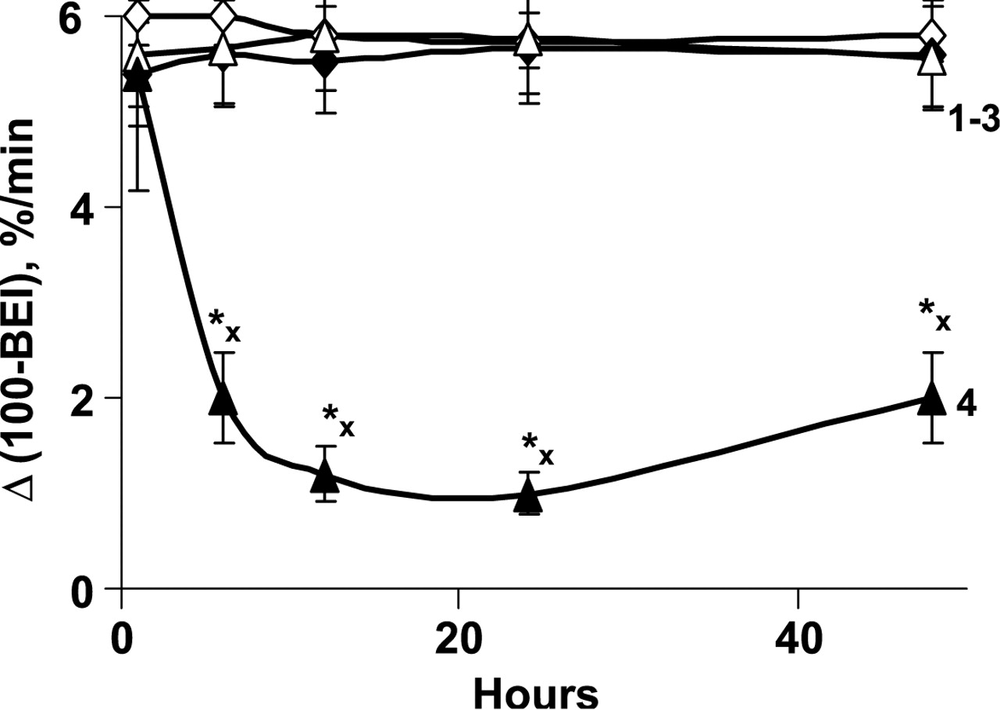 6
4
2
0
Δ (100-BEI), %/min
1-3
*x
*x
*x
*x
4
0 20 40
Hours